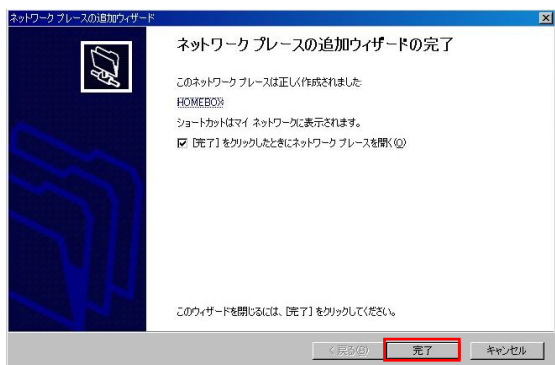 ネットワーク プレースの追加ウィザード
ネットワーク プレースの追加ウィザードの完了
このネットワーク プレースは正しく作成されました:
HOMEBOX
ショートカットはマイ ネットワークに表示されます。
[完了] をクリックしたときにネットワーク プレースを開く(O)
このウィザードを閉じるには、[完了] をクリックしてください。
< 戻る(B)
完了
キャンセル